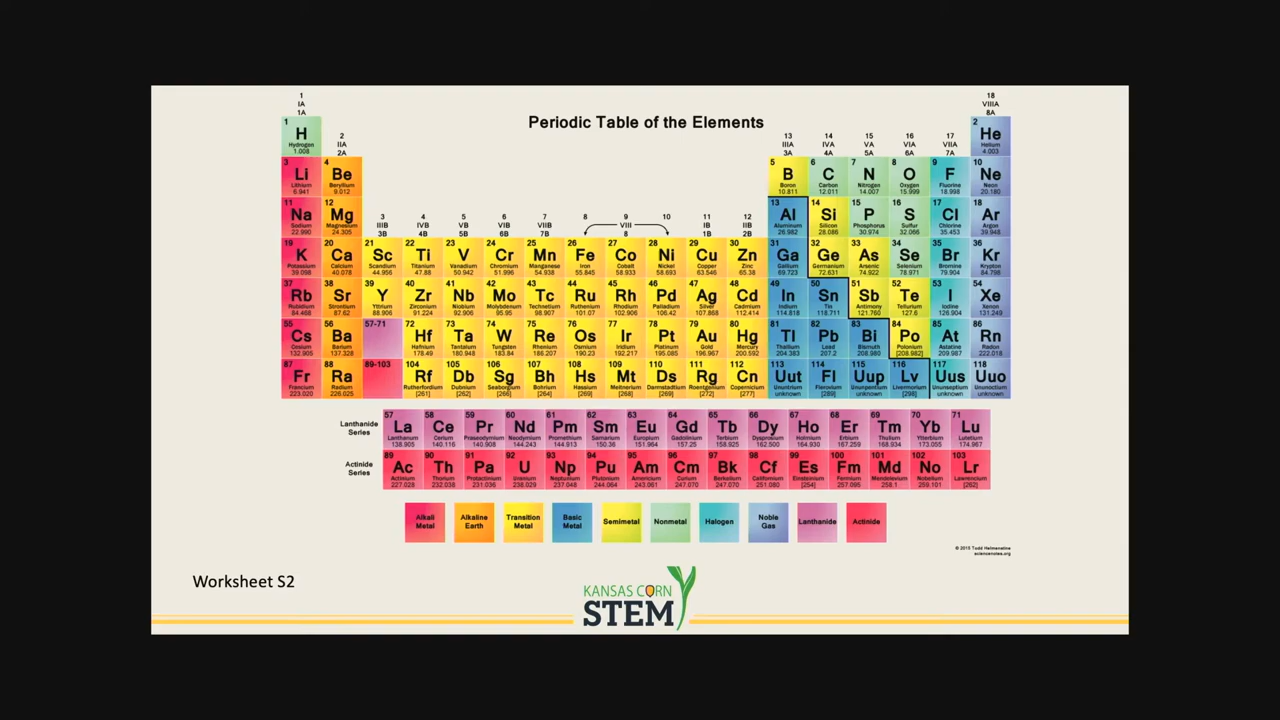 1 18
IA VIIIA
1A 8A
Periodic Table of the Elements
1 2
H He
Hydrogen Helium
1.008 4.003
2 13 14 15 16 17
IIA IIIA IVA VA VIA VIIA
2A 3A 4A 5A 6A 7A
3 4 5 6 7 8 9 10
Li Be B C N O F Ne
Lithium Beryllium Boron Carbon Nitrogen Oxygen Fluorine Neon
6.941 9.012 10.811 12.011 14.007 15.999 18.998 20.180
11 12 13 14 15 16 17 18
Na Mg Al Si P S Cl Ar
Sodium Magnesium Aluminum Silicon Phosphorus Sulfur Chlorine Argon
22.990 24.305 26.982 28.086 30.974 32.066 35.453 39.948
3 4 5 6 7 8 9 10 11 12
IIIB IVB VB VIB VIIB VIII IB IIB
3B 4B 5B 6B 7B 8 1B 2B
19 20 21 22 23 24 25 26 27 28 29 30 31 32 33 34 35 36
K Ca Sc Ti V Cr Mn Fe Co Ni Cu Zn Ga Ge As Se Br Kr
Potassium Calcium Scandium Titanium Vanadium Chromium Manganese Iron Cobalt Nickel Copper Zinc Gallium Germanium Arsenic Selenium Bromine Krypton
39.098 40.078 44.956 47.88 50.942 51.996 54.938 55.845 58.933 58.693 63.546 65.38 69.723 72.631 74.922 78.971 79.904 84.798
37 38 39 40 41 42 43 44 45 46 47 48 49 50 51 52 53 54
Rb Sr Y Zr Nb Mo Tc Ru Rh Pd Ag Cd In Sn Sb Te I Xe
Rubidium Strontium Yttrium Zirconium Niobium Molybdenum Technetium Ruthenium Rhodium Palladium Silver Cadmium Indium Tin Antimony Tellurium Iodine Xenon
84.468 87.62 88.906 91.224 92.906 95.95 98.907 101.07 102.906 106.42 107.868 112.414 114.818 118.711 121.760 127.6 126.904 131.249
55 56 57-71 72 73 74 75 76 77 78 79 80 81 82 83 84 85 86
Cs Ba Hf Ta W Re Os Ir Pt Au Hg Tl Pb Bi Po At Rn
Cesium Barium Hafnium Tantalum Tungsten Rhenium Osmium Iridium Platinum Gold Mercury Thallium Lead Bismuth Polonium Astatine Radon
132.905 137.328 178.49 180.948 183.84 186.207 190.23 192.217 195.085 196.967 200.592 204.383 207.2 208.980 [208.982] 209.987 222.018
87 88 89-103 104 105 106 107 108 109 110 111 112 113 114 115 116 117 118
Fr Ra Rf Db Sg Bh Hs Mt Ds Rg Cn Uut Fl Uup Lv Uus Uuo
Francium Radium Rutherfordium Dubnium Seaborgium Bohrium Hassium Meitnerium Darmstadtium Roentgenium Copernicium Ununtrium Flerovium Ununpentium Livermorium Ununseptium Ununoctium
223.020 226.025 [261] [262] [266] [264] [269] [268] [269] [272] [277] unknown [289] unknown [298] unknown unknown
Lanthanide
Series
57 58 59 60 61 62 63 64 65 66 67 68 69 70 71
La Ce Pr Nd Pm Sm Eu Gd Tb Dy Ho Er Tm Yb Lu
Lanthanum Cerium Praseodymium Neodymium Promethium Samarium Europium Gadolinium Terbium Dysprosium Holmium Erbium Thulium Ytterbium Lutetium
138.905 140.116 140.908 144.243 144.913 150.36 151.964 157.25 158.925 162.500 164.930 167.259 168.934 173.055 174.967
Actinide
Series
89 90 91 92 93 94 95 96 97 98 99 100 101 102 103
Ac Th Pa U Np Pu Am Cm Bk Cf Es Fm Md No Lr
Actinium Thorium Protactinium Uranium Neptunium Plutonium Americium Curium Berkelium Californium Einsteinium Fermium Mendelevium Nobelium Lawrencium
227.028 232.038 231.036 238.029 237.048 244.064 243.061 247.070 247.070 251.080 [254] 257.095 258.1 259.101 [262]
Alkali Alkaline Transition Basic Semimetal Nonmetal Halogen Noble Lanthanide Actinide
Metal Earth Metal Metal Gas
© 2015 Todd Helmenstine
sciencenotes.org
Worksheet S2
KANSAS CORN
STEM